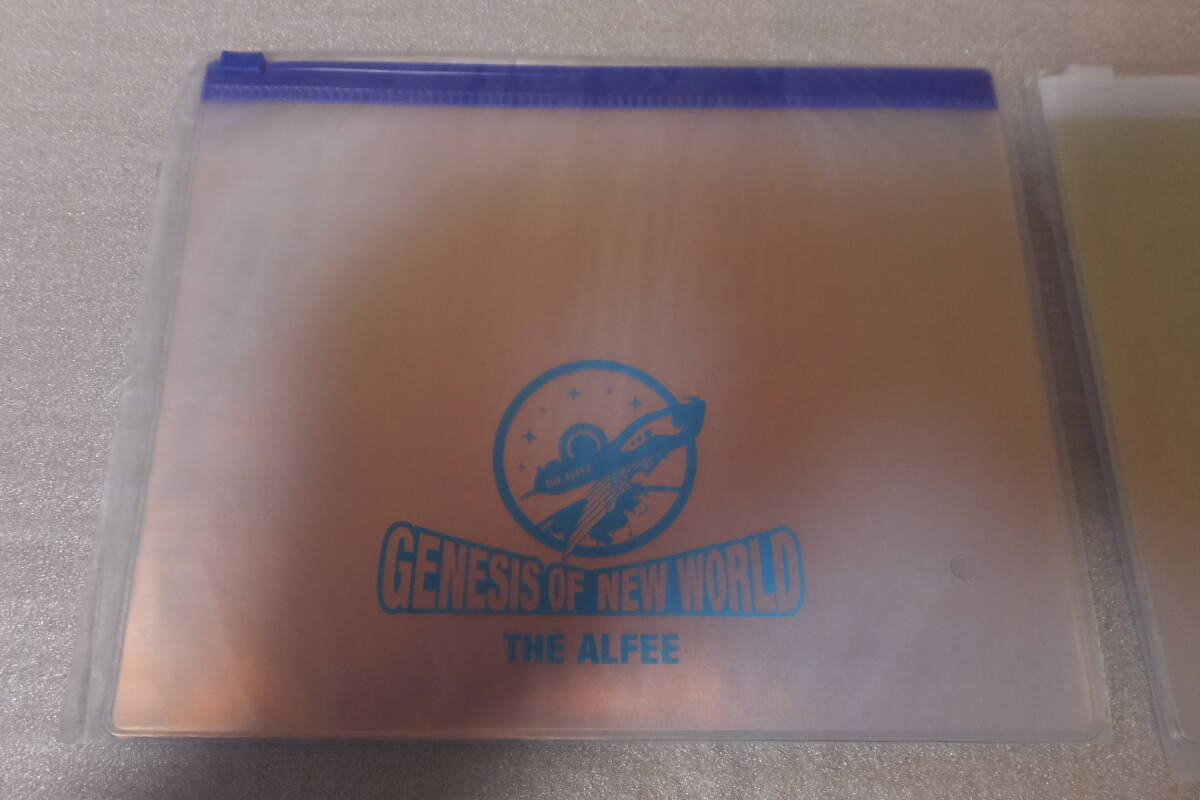 THE ALFEE
GENESIS OF NEW WORLD
THE ALFEE